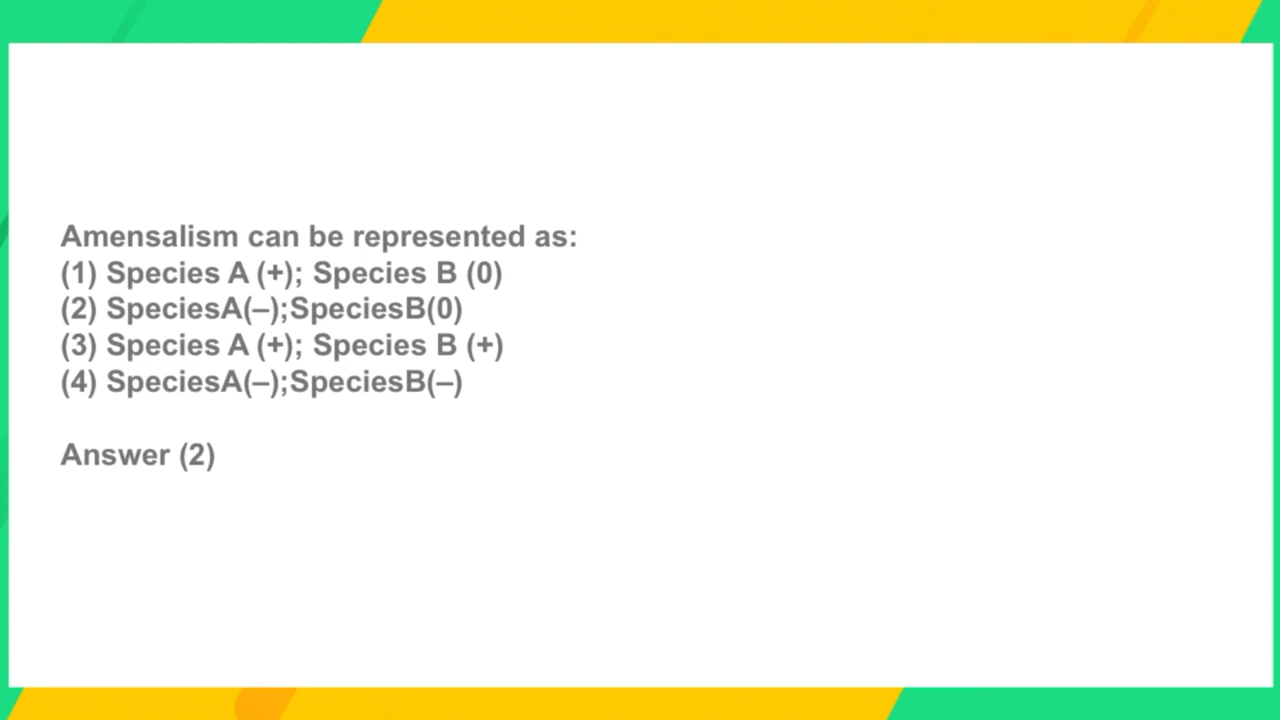 Amensalism can be represented as:
(1) Species A (+); Species B (0)
(2) SpeciesA(–);SpeciesB(0)
(3) Species A (+); Species B (+)
(4) SpeciesA(–);SpeciesB(–)
Answer (2)